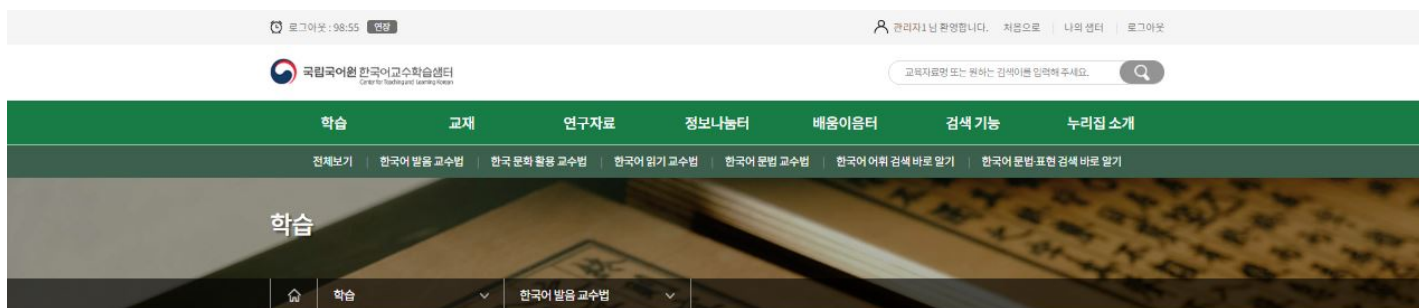 로그아웃 : 98:55 연장 관리자1 님 환영합니다. 처음으로 나의 샘터 로그아웃
국립국어원 한국어교수학습샘터 교육자료명 또는 원하는 검색어를 입력해 주세요.
Center for Teaching and Learning Korean
학습 교재 연구자료 정보나눔터 배움이음터 검색 기능 누리집 소개
전체보기 한국어 발음 교수법 한국 문화 활용 교수법 한국어 읽기 교수법 한국어 문법 교수법 한국어 어휘 검색 바로 알기 한국어 문법·표현 검색 바로 알기
학습
학습 한국어 발음 교수법